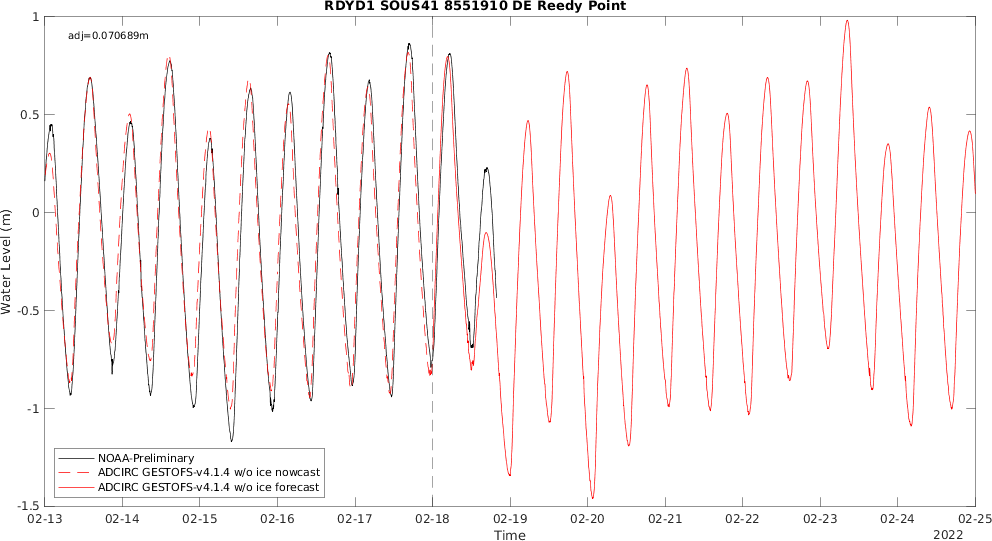 RDYD1 SOUS41 8551910 DE Reedy Point
adj=0.070689m
Water Level (m)
1
0.5
0
-0.5
-1
-1.5
NOAA-Preliminary
ADCIRC GESTOFS-v4.1.4 w/o ice nowcast
ADCIRC GESTOFS-v4.1.4 w/o ice forecast
02-13 02-14 02-15 02-16 02-17 02-18 02-19 02-20 02-21 02-22 02-23 02-24 02-25
Time
2022